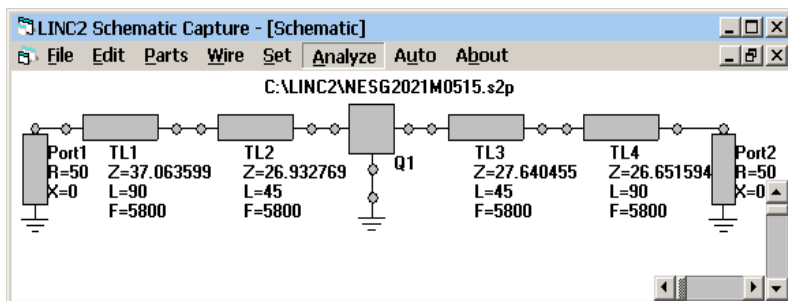 LINC2 Schematic Capture - [Schematic]
File Edit Parts Wire Set Analyze Auto About
C:\LINC2\NESG2021M0515.s2p
Port1 TL1 TL2 Q1 TL3 TL4 Port2
R=50 Z=37.063599 Z=26.932769 Z=27.640455 Z=26.651594 R=50
X=0 L=90 L=45 L=45 L=90 X=0
F=5800 F=5800 F=5800 F=5800